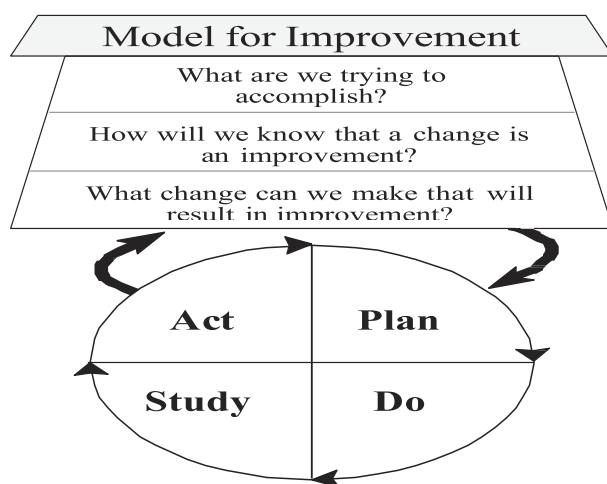 Model for Improvement
What are we trying to
accomplish?
How will we know that a change is
an improvement?
What change can we make that will
result in improvement?
Act
Plan
Study
Do